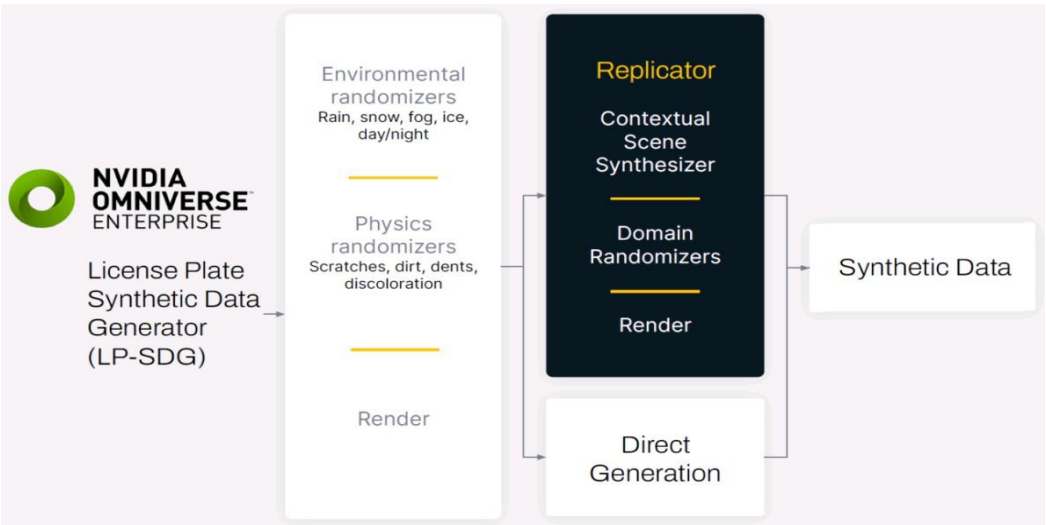 NVIDIA
OMNIVERSE™
ENTERPRISE
License Plate
Synthetic Data
Generator
(LP-SDG)
Environmental
randomizers
Rain, snow, fog, ice,
day/night
Physics
randomizers
Scratches, dirt, dents,
discoloration
Render
Replicator
Contextual
Scene
Synthesizer
Domain
Randomizers
Render
Direct
Generation
Synthetic Data